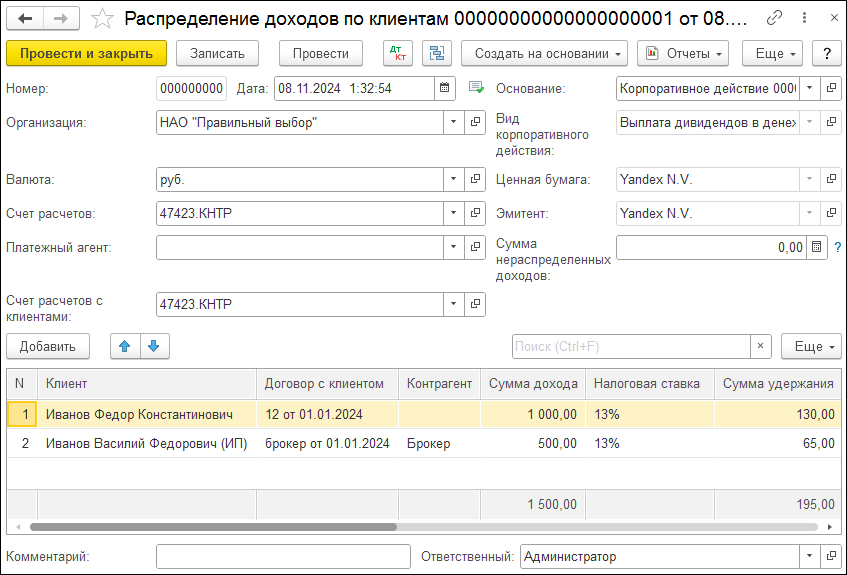 Распределение доходов по клиентам 00000000000000000001 от 08....
Провести и закрыть Записать Провести Дт Кт Создать на основании Отчеты Еще ?
Номер: 000000000 Дата: 08.11.2024 1:32:54 Основание: Корпоративное действие 000
Организация: НАО "Правильный выбор" Вид корпоративного действия: Выплата дивидендов в денеж
Валюта: руб. Ценная бумага: Yandex N.V.
Счет расчетов: 47423.КНТР Эмитент: Yandex N.V.
Платежный агент: Сумма нераспределенных доходов: 0,00 ?
Счет расчетов с клиентами: 47423.КНТР
Добавить Поиск (Ctrl+F) × Еще
N Клиент Договор с клиентом Контрагент Сумма дохода Налоговая ставка Сумма удержания
1 Иванов Федор Константинович 12 от 01.01.2024 1 000,00 13% 130,00
2 Иванов Василий Федорович (ИП) брокер от 01.01.2024 Брокер 500,00 13% 65,00
1 500,00 195,00
Комментарий: Ответственный: Администратор